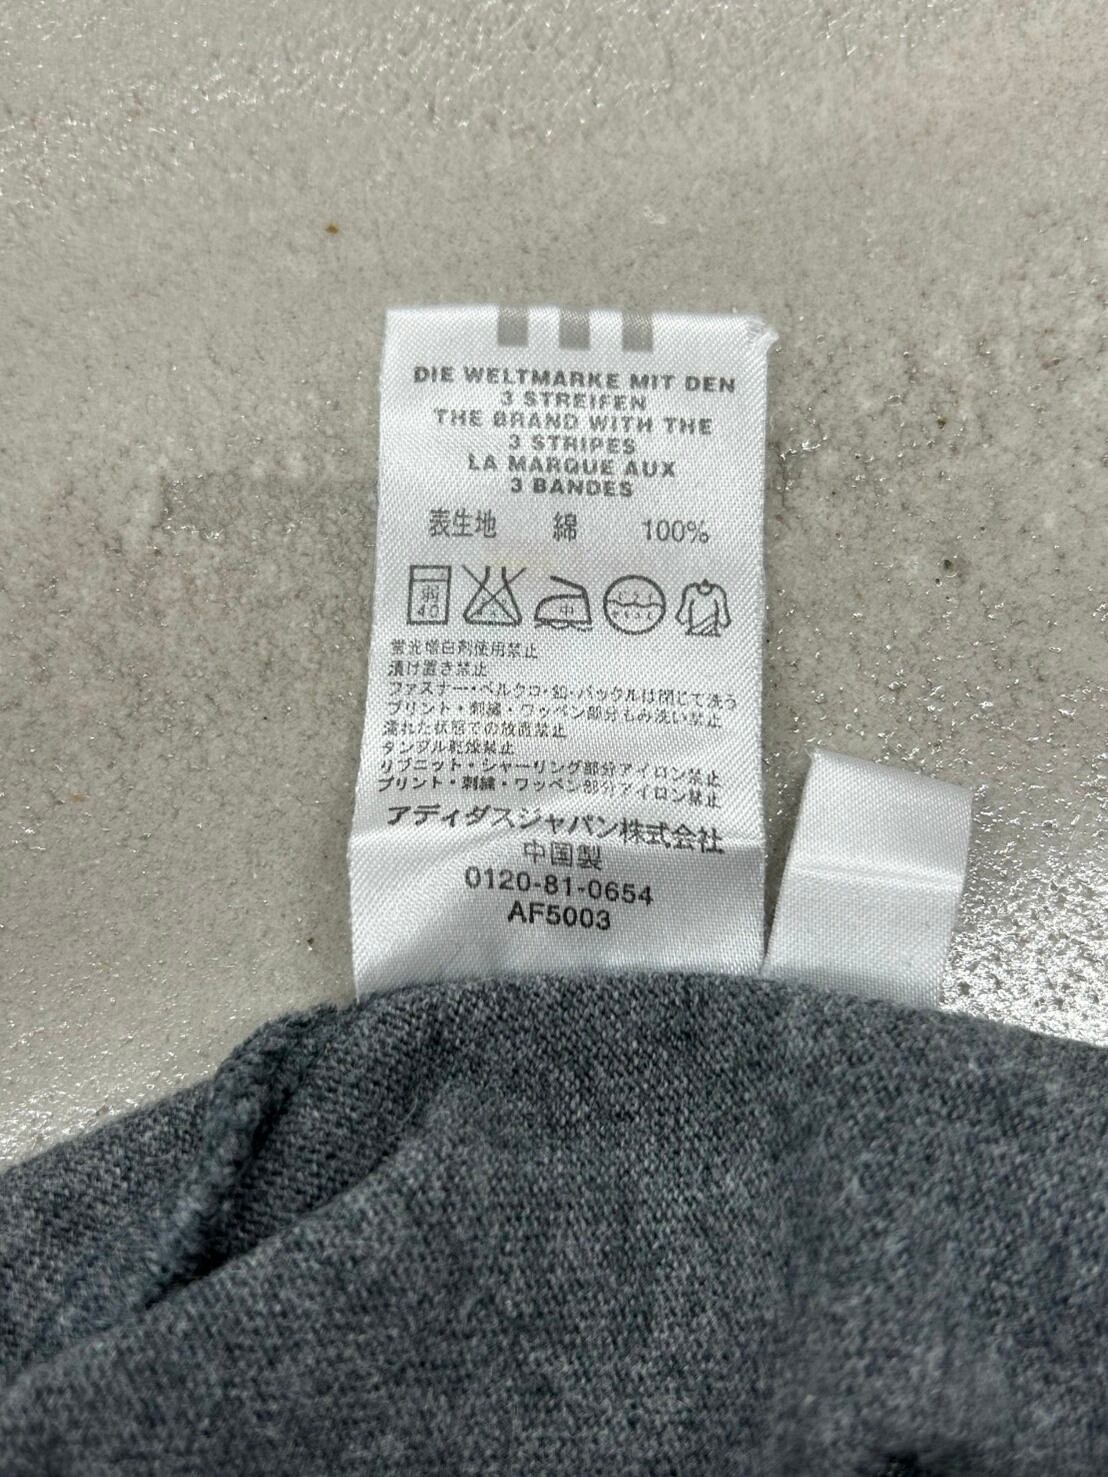 DIE WELTMARKE MIT DEN
3 STREIFEN
THE BRAND WITH THE
3 STRIPES
LA MARQUE AUX
3 BANDES
表生地 綿 100%
弱 40 中
蛍光増白剤使用禁止
漬け置き禁止
ファスナー・ベルクロ・釦・バックルは閉じて洗う
プリント・刺繍・ワッペン部分もみ洗い禁止
濡れた状態での放置禁止
タンブル乾燥禁止
リブニット・シャーリング部分アイロン禁止
プリント・刺繍・ワッペン部分アイロン禁止
アディダスジャパン株式会社
中国製
0120-81-0654
AF5003